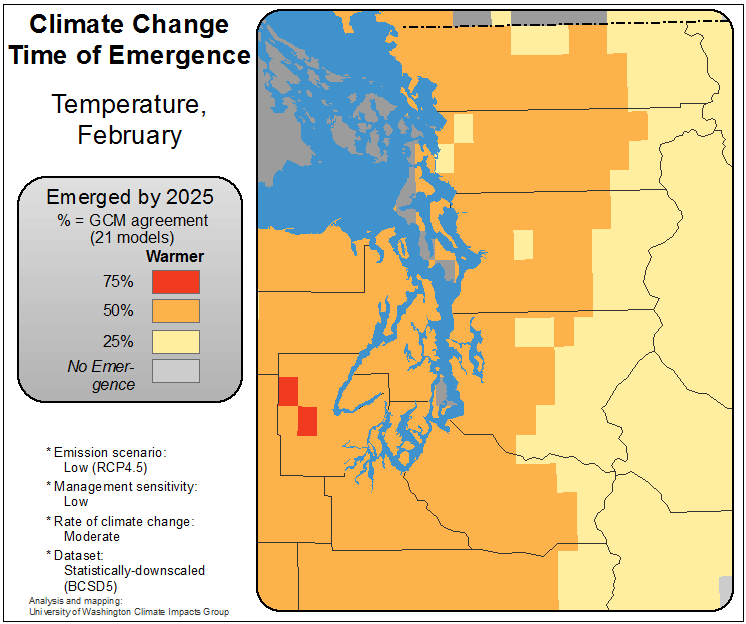 Climate Change
Time of Emergence
Temperature,
February
Emerged by 2025
% = GCM agreement
(21 models)
Warmer
75%
50%
25%
No Emer-
gence
* Emission scenario:
Low (RCP4.5)
* Management sensitivity:
Low
* Rate of climate change:
Moderate
* Dataset:
Statistically-downscaled
(BCSD5)
Analysis and mapping:
University of Washington Climate Impacts Group